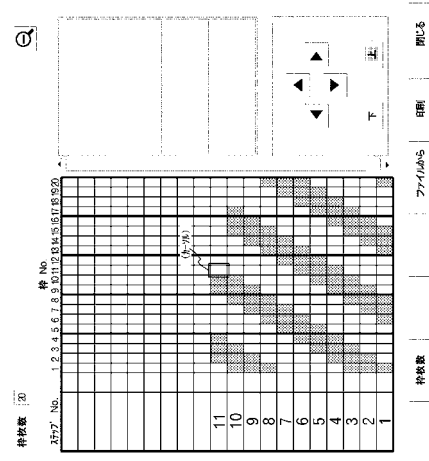 枠枚数 20
枠 No
ステップ No. 1 2 3 4 5 6 7 8 9 10 11 12 13 14 15 16 17 18 19 20
(カーソル)
11
10
9
8
7
6
5
4
3
2
1
上
下
枠枚数
ファイルから
印刷
閉じる